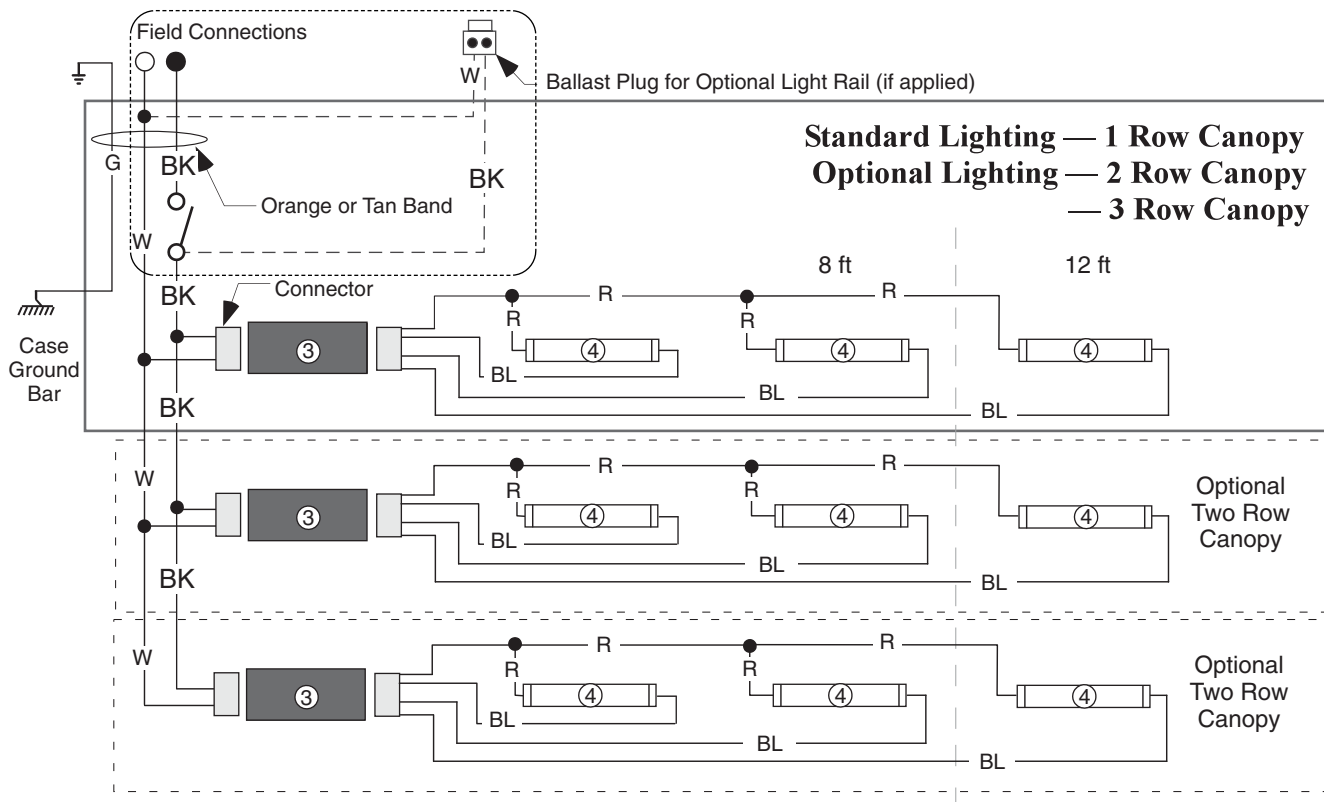 Field Connections
W
Ballast Plug for Optional Light Rail (if applied)
Standard Lighting — 1 Row Canopy
Optional Lighting — 2 Row Canopy
— 3 Row Canopy
G
BK
BK
Orange or Tan Band
W
8 ft
12 ft
BK
Connector
R
R
R
R
3
4
4
4
Case
Ground
Bar
BL
BL
BL
BK
W
R
R
R
R
3
4
4
4
Optional
Two Row
Canopy
BL
BL
BL
BK
W
R
R
R
R
3
4
4
4
Optional
Two Row
Canopy
BL
BL
BL